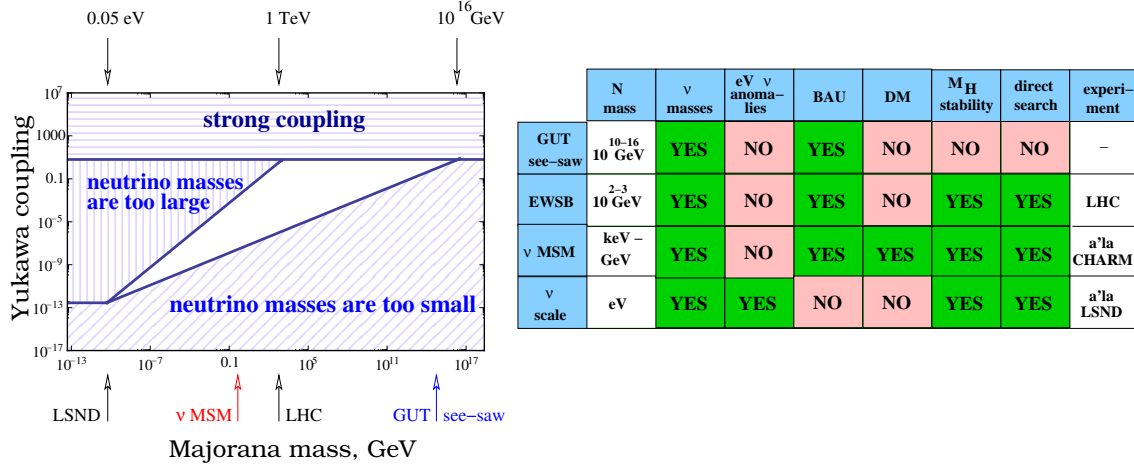 0.05 eV
1 TeV
10^16 GeV
Yukawa coupling
10^7
1000
0.1
10^-5
10^-9
10^-13
10^-17
strong coupling
neutrino masses
are too large
neutrino masses are too small
10^-13
10^-7
0.1
10^5
10^11
10^17
LSND
ν MSM
LHC
GUT see−saw
Majorana mass, GeV
N
mass
ν
masses
eV ν
anoma−
lies
BAU
DM
M_H
stability
direct
search
experi−
ment
GUT
see−saw
10^10−16 GeV
YES
NO
YES
NO
NO
NO
–
EWSB
10^2−3 GeV
YES
NO
YES
NO
YES
YES
LHC
ν MSM
keV −
GeV
YES
NO
YES
YES
YES
YES
a'la
CHARM
ν
scale
eV
YES
YES
NO
NO
YES
YES
a'la
LSND